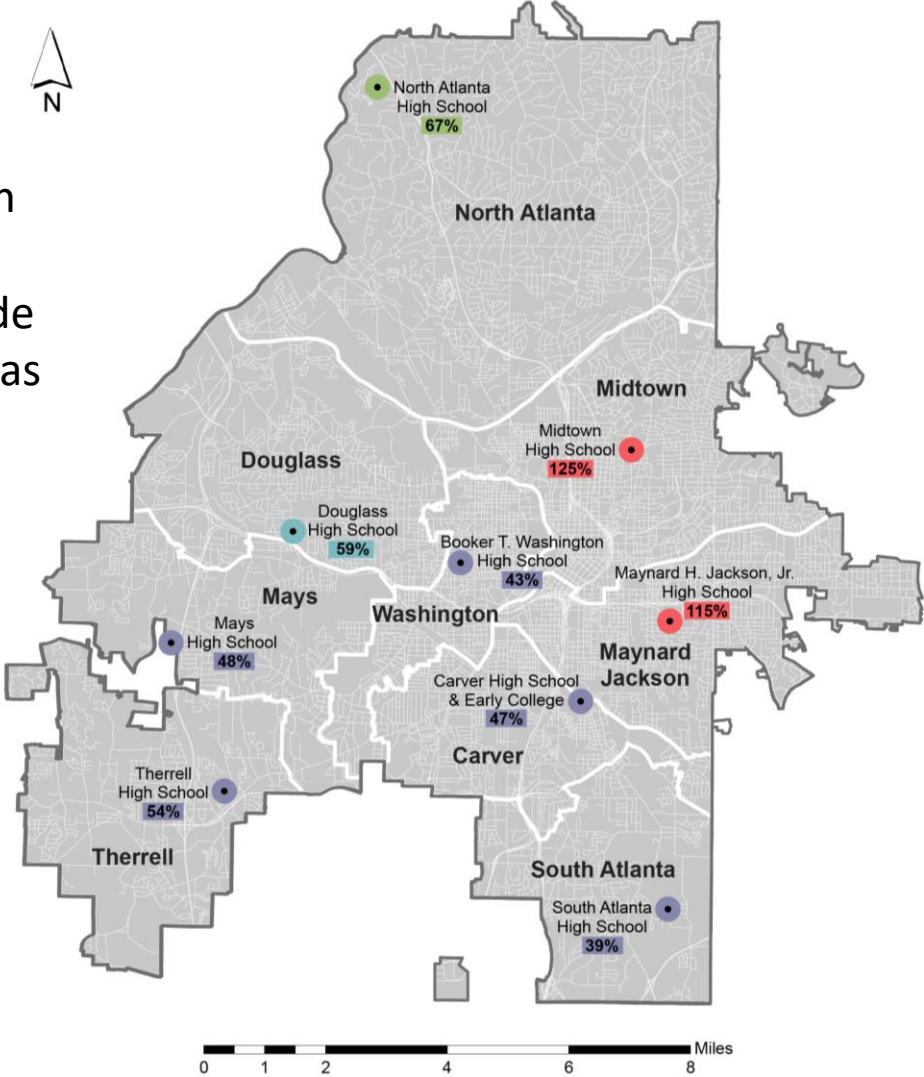 N
North Atlanta
High School
67%
North Atlanta
de
as
Midtown
Midtown
High School
125%
Douglass
Douglass
High School
59%
Booker T. Washington
High School
43%
Maynard H. Jackson, Jr.
High School
115%
Mays
Washington
Mays
High School
48%
Maynard
Jackson
Carver High School
& Early College
47%
Carver
Therrell
High School
54%
Therrell
South Atlanta
South Atlanta
High School
39%
0 1 2 4 6 8 Miles